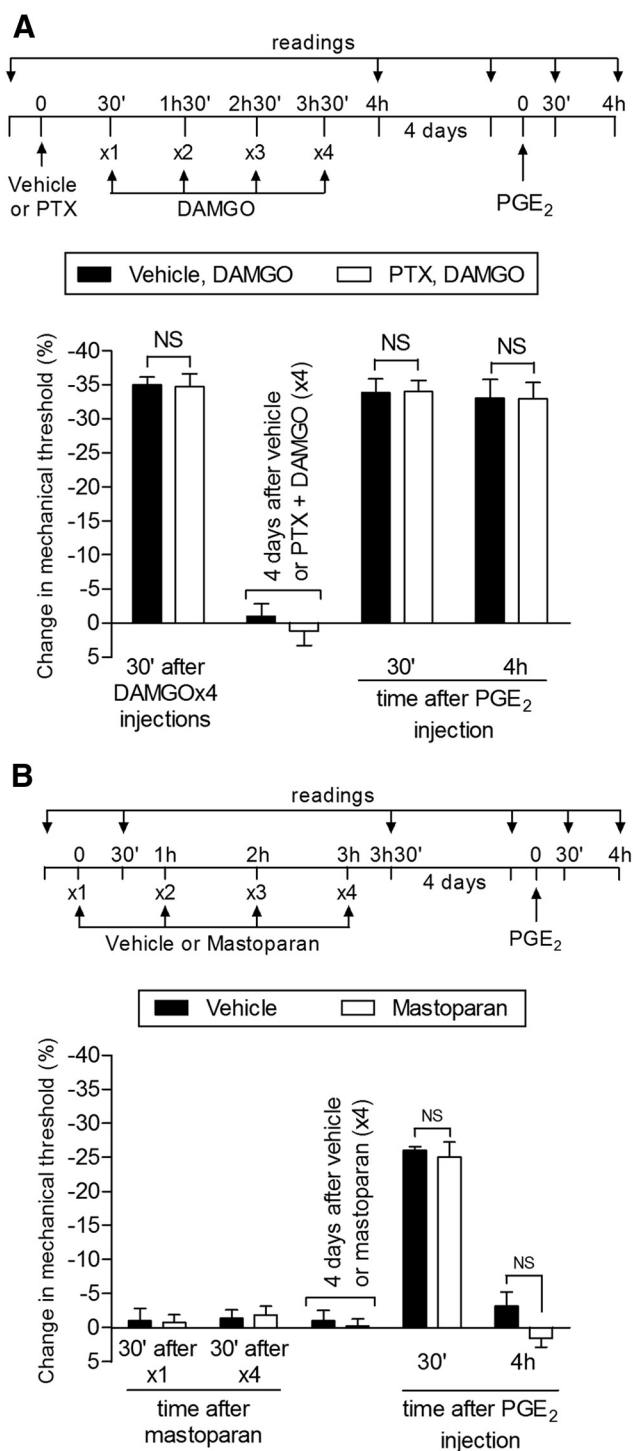 A
readings
0 30' 1h30' 2h30' 3h30' 4h 0 30' 4h
4 days
x1 x2 x3 x4
Vehicle
or PTX
DAMGO
PGE2
Vehicle, DAMGO PTX, DAMGO
Change in mechanical threshold (%)
-40
-35
-30
-25
-20
-15
-10
-5
0
5
NS
4 days after vehicle
or PTX + DAMGO (x4)
NS
NS
30' after
DAMGOx4
injections
30' 4h
time after PGE2
injection
B
readings
0 30' 1h 2h 3h 3h30' 0 30' 4h
4 days
x1 x2 x3 x4
Vehicle or Mastoparan
PGE2
Vehicle Mastoparan
Change in mechanical threshold (%)
-40
-35
-30
-25
-20
-15
-10
-5
0
5
4 days after vehicle
or mastoparan (x4)
NS
NS
30' after
x1
30' after
x4
time after
mastoparan
30' 4h
time after PGE2
injection